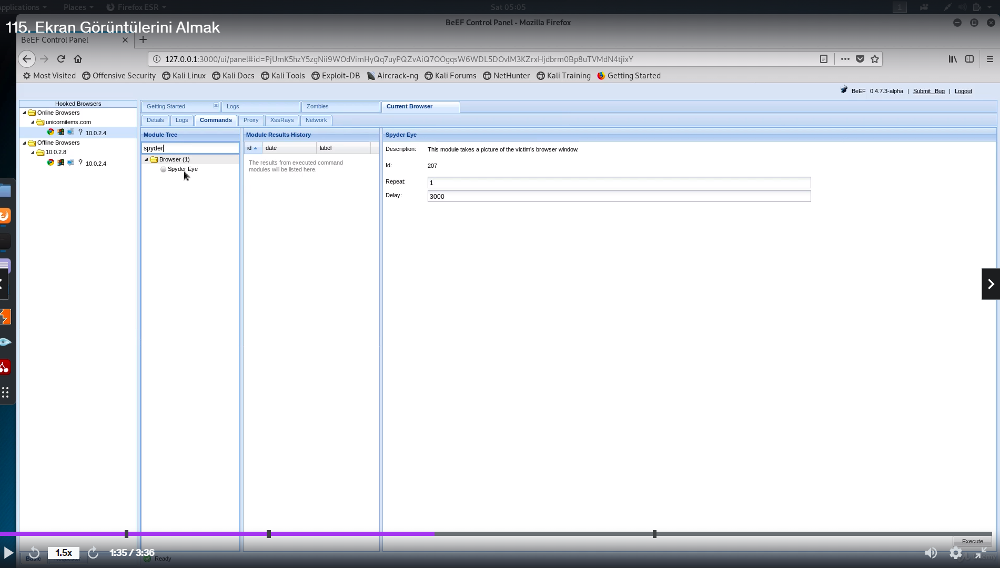 Applications Places Firefox ESR Sat 05:05 1
115. Ekran Görüntülerini Almak
BeEF Control Panel - Mozilla Firefox
BeEF Control Panel
127.0.0.1:3000/ui/panel#id=PjUmK5hzY5zgNii9WOdVimHyQq7uyPQZvAiQ7OOgqsW6WDL5DOvlM3KZrxHjdbrm0Bp8uTVMdN4tjixY
Most Visited Offensive Security Kali Linux Kali Docs Kali Tools Exploit-DB Aircrack-ng Kali Forums NetHunter Kali Training Getting Started
BeEF 0.4.7.3-alpha | Submit Bug | Logout
Hooked Browsers
Online Browsers
unicornitems.com
? 10.0.2.4
Offline Browsers
10.0.2.8
? 10.0.2.4
Getting Started Logs Zombies Current Browser
Details Logs Commands Proxy XssRays Network
Module Tree
spyder
Browser (1)
Spyder Eye
Module Results History
id date label
The results from executed command
modules will be listed here.
Spyder Eye
Description: This module takes a picture of the victim's browser window.
Id: 207
Repeat: 1
Delay: 3000
Execute
1.5x 1:35 / 3:36
Basic Requester Ready